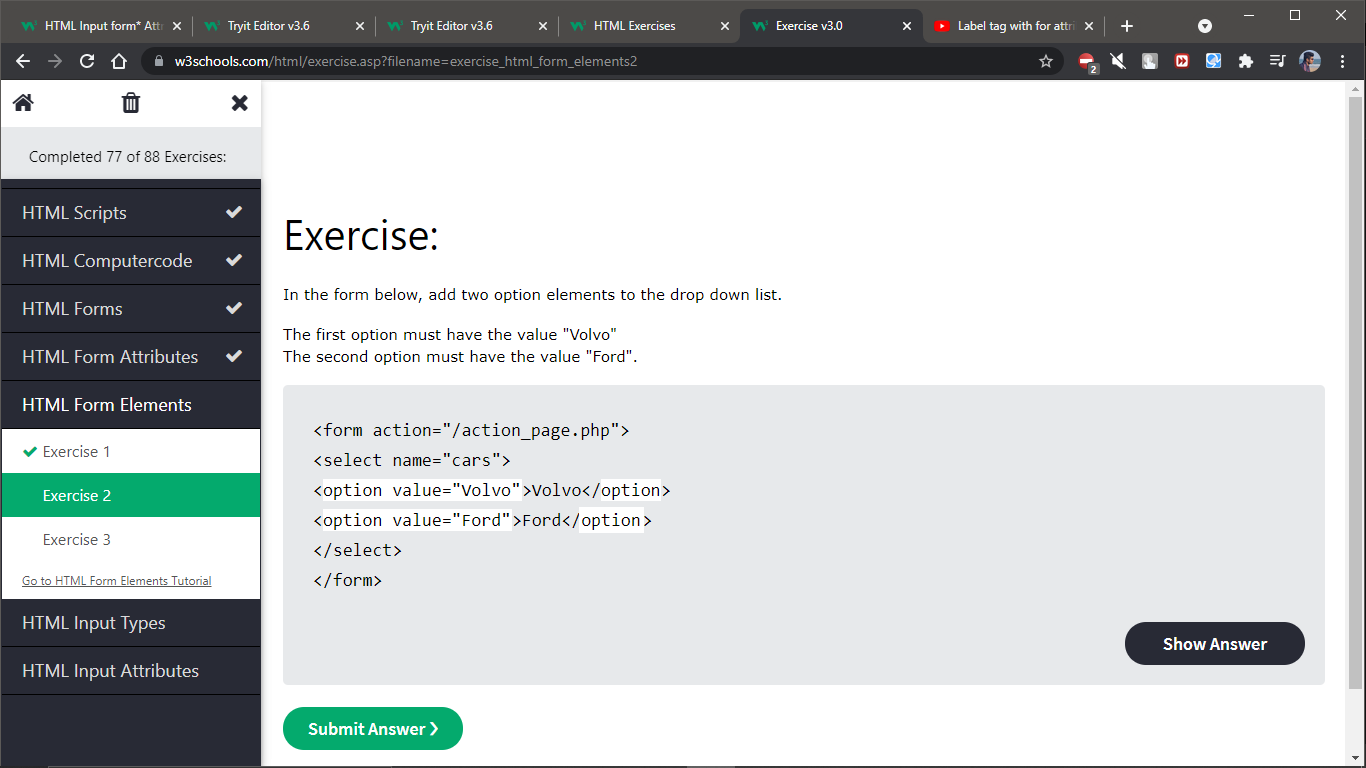 HTML Input form* Attr
Tryit Editor v3.6
Tryit Editor v3.6
HTML Exercises
Exercise v3.0
Label tag with for attri
w3schools.com/html/exercise.asp?filename=exercise_html_form_elements2
2
Completed 77 of 88 Exercises:
HTML Scripts
HTML Computercode
HTML Forms
HTML Form Attributes
HTML Form Elements
Exercise 1
Exercise 2
Exercise 3
Go to HTML Form Elements Tutorial
HTML Input Types
HTML Input Attributes
Exercise:
In the form below, add two option elements to the drop down list.
The first option must have the value "Volvo"
The second option must have the value "Ford".
<form action="/action_page.php">
<select name="cars">
<option value="Volvo">Volvo</option>
<option value="Ford">Ford</option>
</select>
</form>
Show Answer
Submit Answer ❯